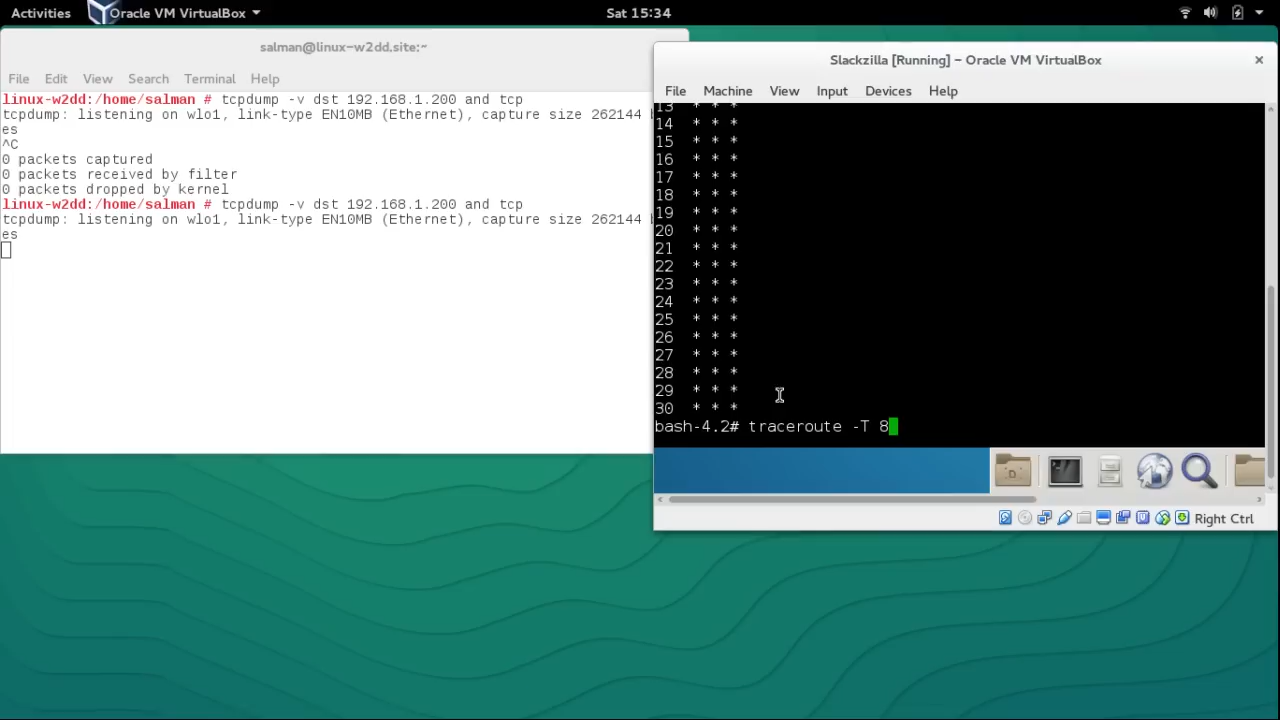 Activities Oracle VM VirtualBox Sat 15:34
salman@linux-w2dd.site:~
File Edit View Search Terminal Help
linux-w2dd:/home/salman # tcpdump -v dst 192.168.1.200 and tcp
tcpdump: listening on wlo1, link-type EN10MB (Ethernet), capture size 262144 b
es
^C
0 packets captured
0 packets received by filter
0 packets dropped by kernel
linux-w2dd:/home/salman # tcpdump -v dst 192.168.1.200 and tcp
tcpdump: listening on wlo1, link-type EN10MB (Ethernet), capture size 262144 b
es
Slackzilla [Running] – Oracle VM VirtualBox
File Machine View Input Devices Help
13 * * *
14 * * *
15 * * *
16 * * *
17 * * *
18 * * *
19 * * *
20 * * *
21 * * *
22 * * *
23 * * *
24 * * *
25 * * *
26 * * *
27 * * *
28 * * *
29 * * *
30 * * *
bash-4.2# traceroute -T 8
Right Ctrl